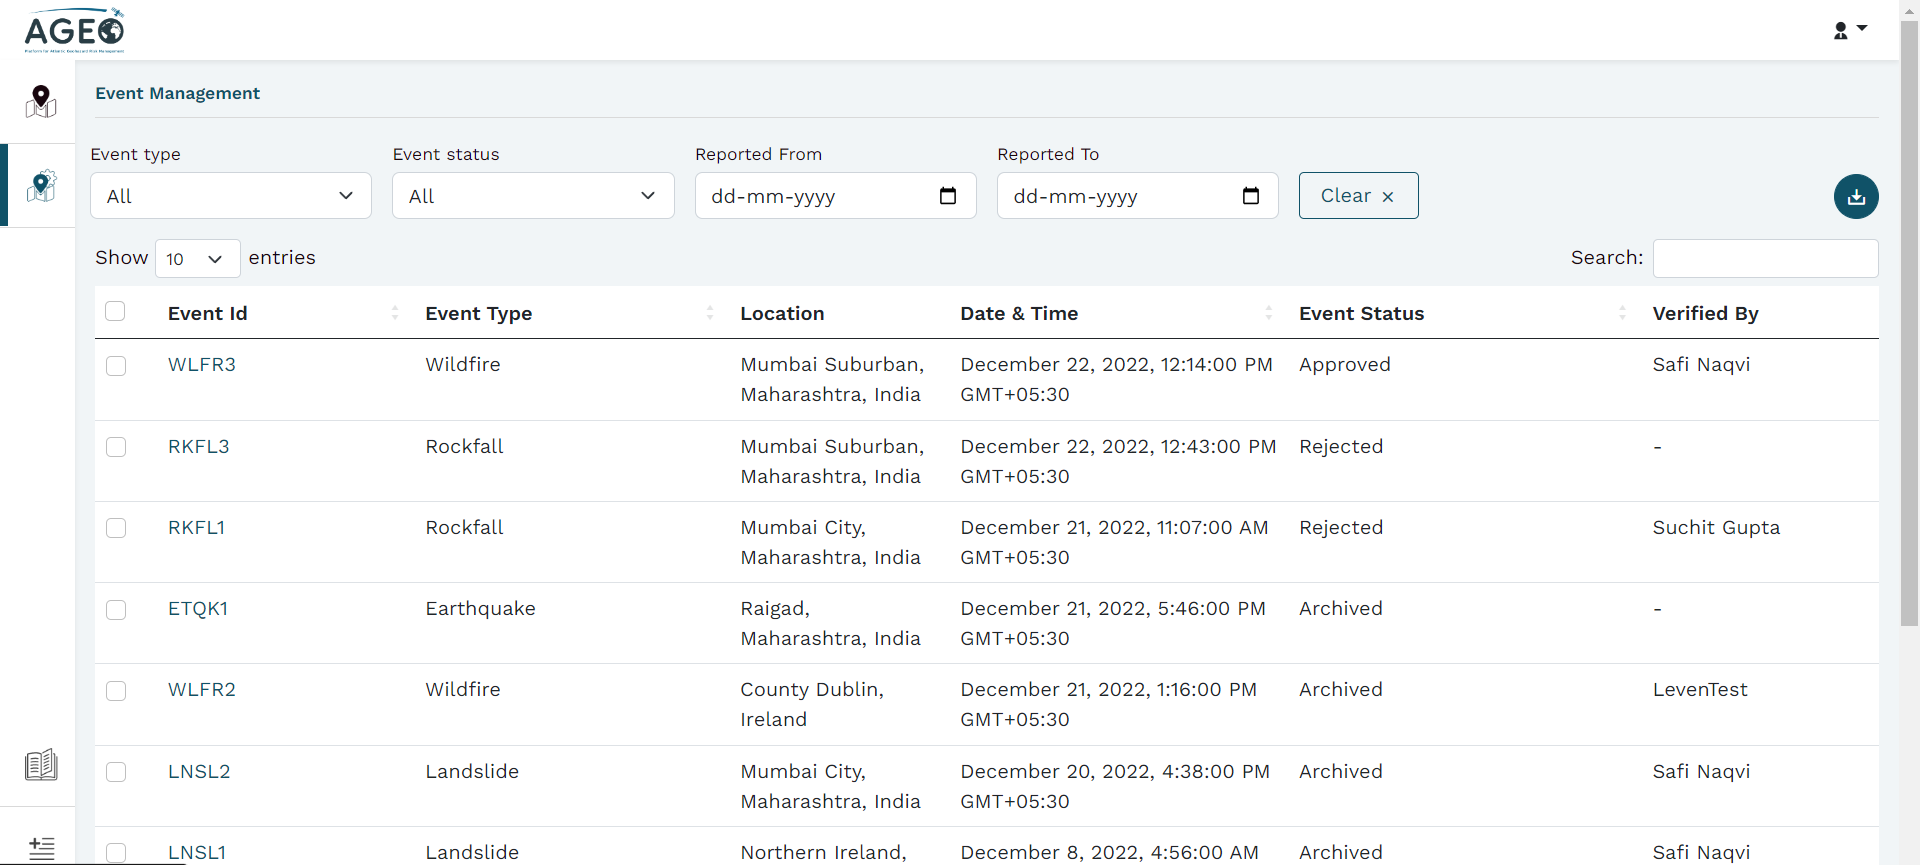 AGEO
Platform for Atlantic Geohazard Risk Management
Event Management
Event type
Event status
Reported From
Reported To
All
All
dd-mm-yyyy
dd-mm-yyyy
Clear ×
Show 10 entries
Search:
Event Id Event Type Location Date & Time Event Status Verified By
WLFR3 Wildfire Mumbai Suburban, December 22, 2022, 12:14:00 PM Approved Safi Naqvi
Maharashtra, India GMT+05:30
RKFL3 Rockfall Mumbai Suburban, December 22, 2022, 12:43:00 PM Rejected -
Maharashtra, India GMT+05:30
RKFL1 Rockfall Mumbai City, December 21, 2022, 11:07:00 AM Rejected Suchit Gupta
Maharashtra, India GMT+05:30
ETQK1 Earthquake Raigad, December 21, 2022, 5:46:00 PM Archived -
Maharashtra, India GMT+05:30
WLFR2 Wildfire County Dublin, December 21, 2022, 1:16:00 PM Archived LevenTest
Ireland GMT+05:30
LNSL2 Landslide Mumbai City, December 20, 2022, 4:38:00 PM Archived Safi Naqvi
Maharashtra, India GMT+05:30
LNSL1 Landslide Northern Ireland, December 8, 2022, 4:56:00 AM Archived Safi Naqvi